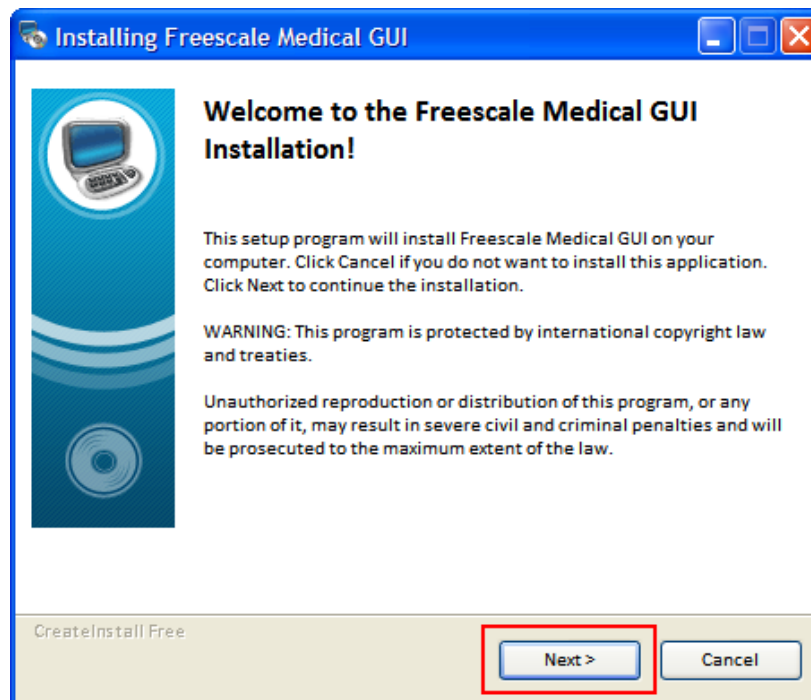 Installing Freescale Medical GUI
Welcome to the Freescale Medical GUI
Installation!
This setup program will install Freescale Medical GUI on your
computer. Click Cancel if you do not want to install this application.
Click Next to continue the installation.
WARNING: This program is protected by international copyright law
and treaties.
Unauthorized reproduction or distribution of this program, or any
portion of it, may result in severe civil and criminal penalties and will
be prosecuted to the maximum extent of the law.
CreateInstall Free
Next >
Cancel